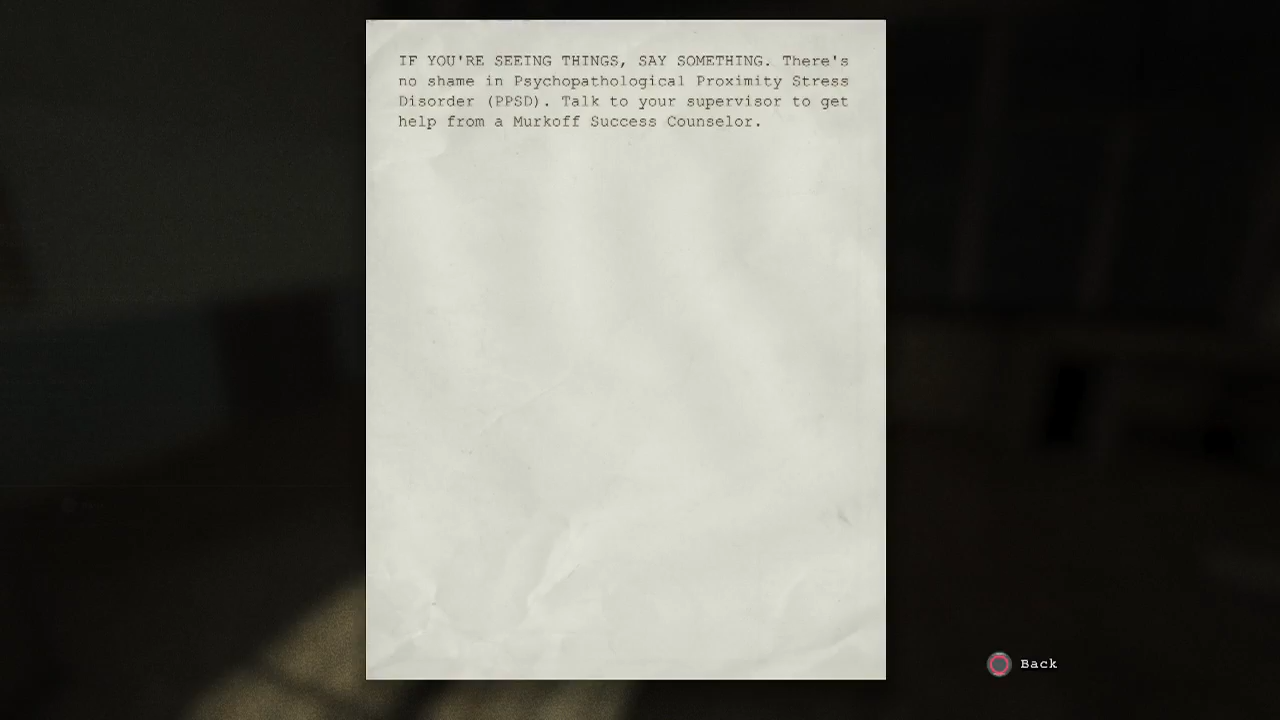 IF YOU'RE SEEING THINGS, SAY SOMETHING. There's
no shame in Psychopathological Proximity Stress
Disorder (PPSD). Talk to your supervisor to get
help from a Murkoff Success Counselor.
Back